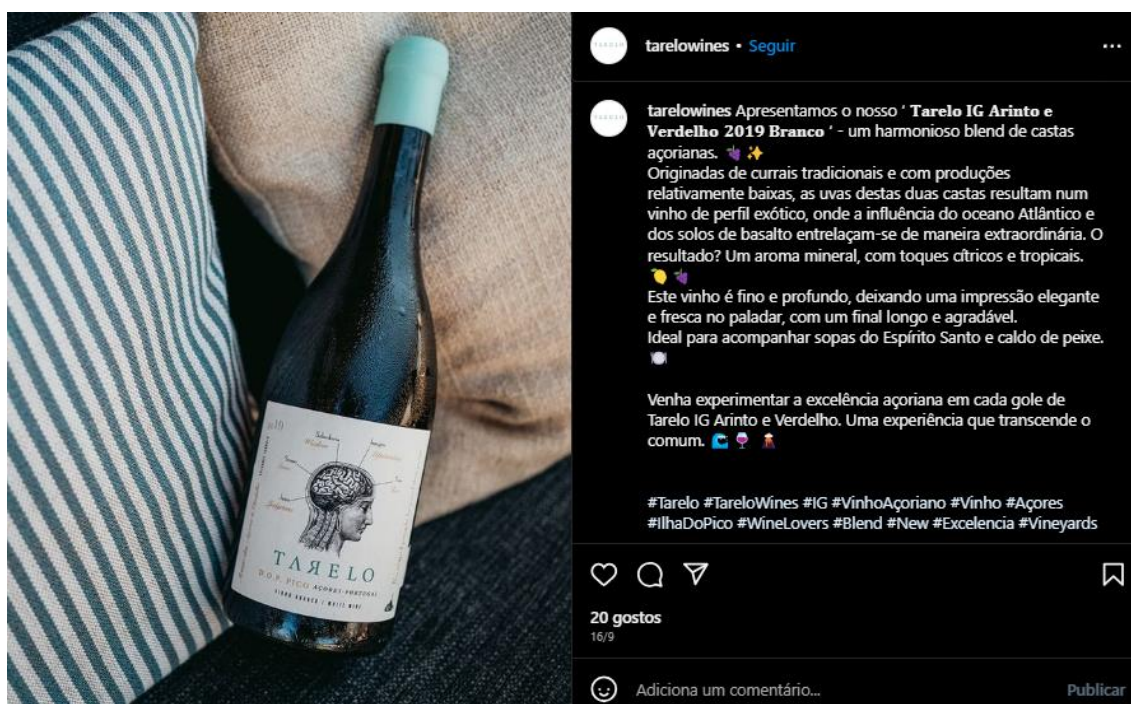 tarelowines • Seguir
tarelowines Apresentamos o nosso ‘ Tarelo IG Arinto e
Verdelho 2019 Branco ‘ - um harmonioso blend de castas
açorianas. 🍇 ✨
Originadas de currais tradicionais e com produções
relativamente baixas, as uvas destas duas castas resultam num
vinho de perfil exótico, onde a influência do oceano Atlântico e
dos solos de basalto entrelaçam-se de maneira extraordinária. O
resultado? Um aroma mineral, com toques cítricos e tropicais.
🍋 🍇
Este vinho é fino e profundo, deixando uma impressão elegante
e fresca no paladar, com um final longo e agradável.
Ideal para acompanhar sopas do Espírito Santo e caldo de peixe.
🍽️
Venha experimentar a excelência açoriana em cada gole de
Tarelo IG Arinto e Verdelho. Uma experiência que transcende o
comum. 🌊 🍷 🌋
#Tarelo #TareloWines #IG #VinhoAçoriano #Vinho #Açores
#IlhaDoPico #WineLovers #Blend #New #Excelencia #Vineyards
20 gostos
16/9
Adiciona um comentário...
Publicar
2019
TARELO
D.O.P. PICO AÇORES-PORTUGAL
VINHO BRANCO | WHITE WINE